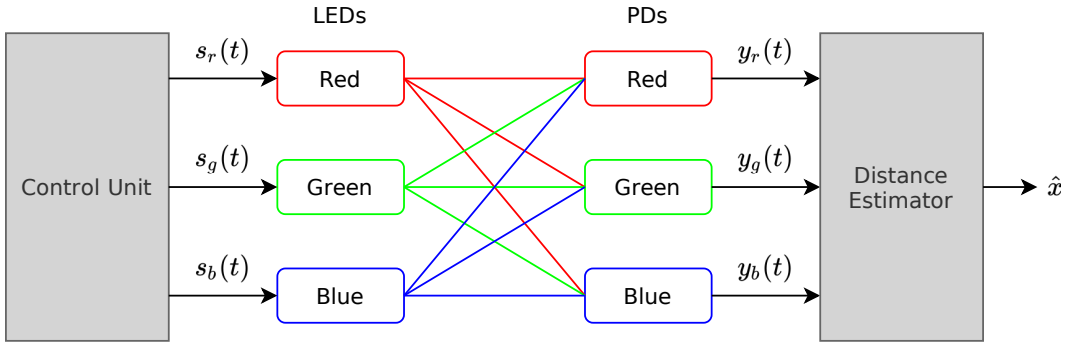 LEDs
PDs
s_r(t)
y_r(t)
Red
Red
s_g(t)
y_g(t)
Control Unit
Green
Green
Distance
Estimator
x̂
s_b(t)
y_b(t)
Blue
Blue